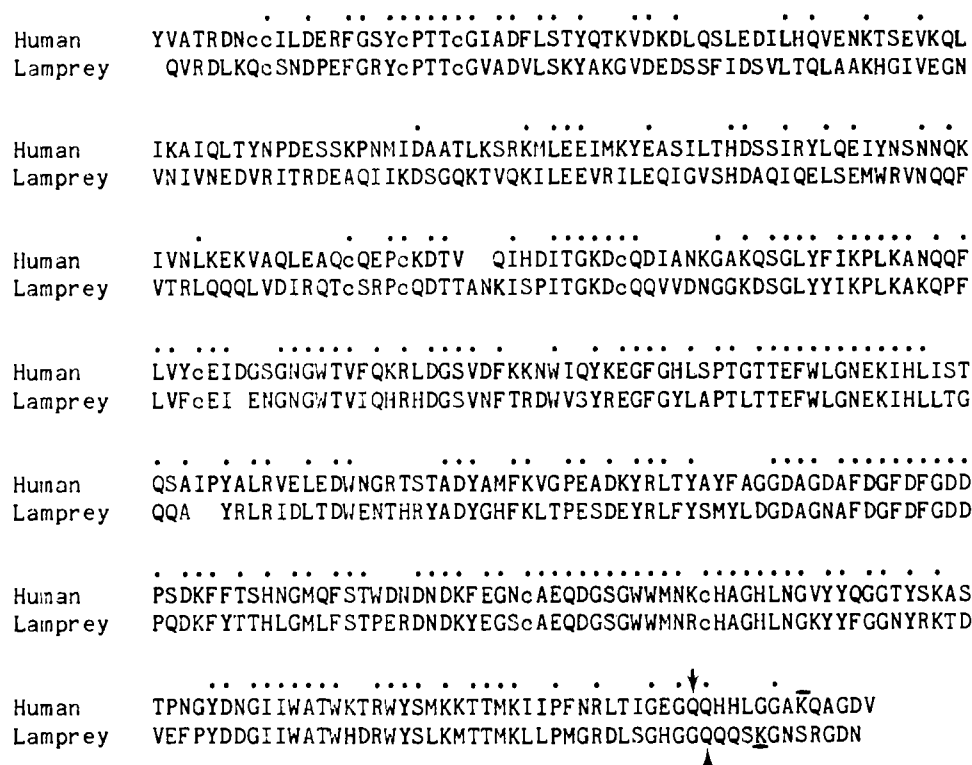 Human YVATRDNccILDERFGSYcPTTcGIADFLSTYQTKVDKDLQSLEDILHQVENKTSEVKQL
Lamprey QVRDLKQcSNDPEFGRYcPTTcGVADVLSKYAKGVDEDSSFIDSVLTQLAAKHGIVEGN
Human IKAIQLTYNPDESSKPNMIDAATLKSRKMLEEIMKYEASILTHDSSIRYLQEIYNSNNQK
Lamprey VNIVNEDVRITRDEAQIIKDSGQKTVQKILEEVRILEQIGVSHDAQIQELSEMWRVNQQF
Human IVNLKEKVAQLEAQcQEPcKDTV QIHDITGKDcQDIANKGAKQSGLYFIKPLKANQQF
Lamprey VTRLQQQLVDIRQTcSRPcQDTTANKISPITGKDcQQVVDNGGKDSGLYYIKPLKAKQPF
Human LVYcEIDGSGNGWTVFQKRLDGSVDFKKNWIQYKEGFGHLSPTGTTEFWLGNEKIHLIST
Lamprey LVFcEI ENGNGWTVIQHRHDGSVNFTRDWVSYREGFGYLAPTLTTEFWLGNEKIHLLTG
Human QSAIPYALRVELEDWNGRTSTADYAMFKVGPEADKYRLTYAYFAGGDAGDAFDGFDFGDD
Lamprey QQA YRLRIDLTDWENTHRYADYGHFKLTPESDEYRLFYSMYLDGDAGNAFDGFDFGDD
Human PSDKFFTSHNGMQFSTWDNDNDKFEGNcAEQDGSGWWMNKcHAGHLNGVYYQGGTYSKAS
Lamprey PQDKFYTTHLGMLFSTPERDNDKYEGScAEQDGSGWWMNRcHAGHLNGKYYFGGNYRKTD
Human TPNGYDNGIIWATWKTRWYSMKKTTMKIIPFNRLTIGEGQQHHLGGAKQAGDV
Lamprey VEFPYDDGIIWATWHDRWYSLKMTTMKLLPMGRDLSGHGGQQQSKGNSRGDN